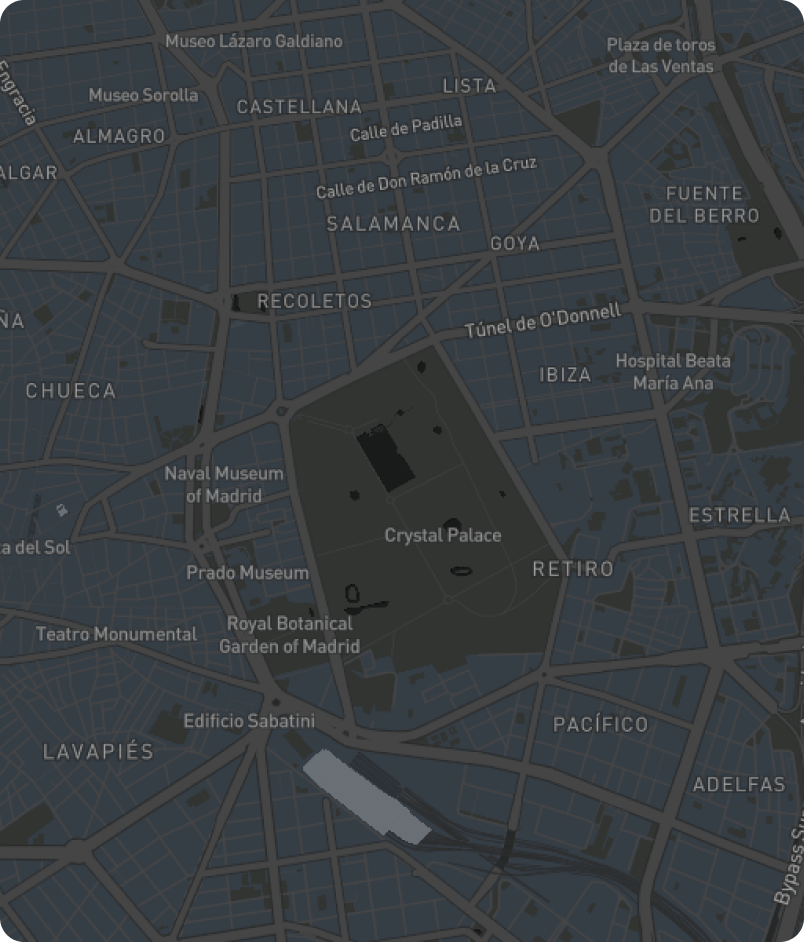 Museo Lázaro Galdiano
Plaza de toros
de Las Ventas
Engracia
Museo Sorolla
LISTA
CASTELLANA
ALMAGRO
Calle de Padilla
ALGAR
Calle de Don Ramón de la Cruz
FUENTE
DEL BERRO
SALAMANCA
GOYA
RECOLETOS
ÑA
Túnel de O'Donnell
Hospital Beata
María Ana
IBIZA
CHUECA
Naval Museum
of Madrid
ESTRELLA
Crystal Palace
ta del Sol
Prado Museum
RETIRO
Royal Botanical
Garden of Madrid
Teatro Monumental
Edificio Sabatini
PACÍFICO
LAVAPIÉS
ADELFAS
Bypass Sur